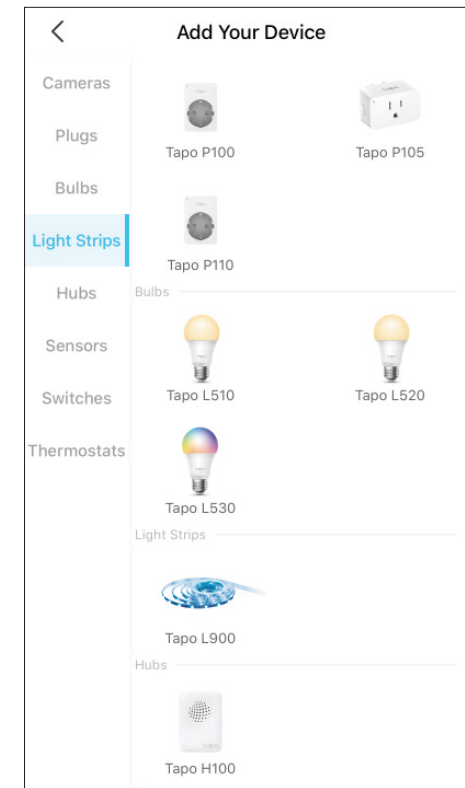 Add Your Device
Cameras
Plugs
Bulbs
Light Strips
Hubs
Sensors
Switches
Thermostats
Tapo P100
Tapo P105
Tapo P110
Bulbs
Tapo L510
Tapo L520
Tapo L530
Light Strips
Tapo L900
Hubs
Tapo H100